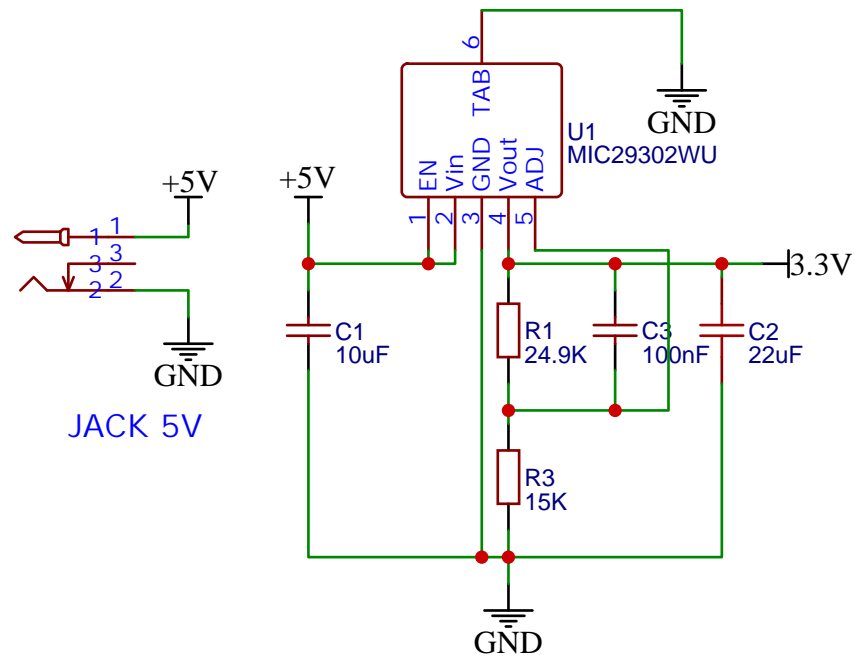 6
TAB
GND
U1
MIC29302WU
EN
Vin
GND
Vout
ADJ
1
2
3
4
5
+5V
+5V
1
1
3
3
2
2
GND
JACK 5V
3.3V
C1
10uF
R1
24.9K
C3
100nF
C2
22uF
R3
15K
GND